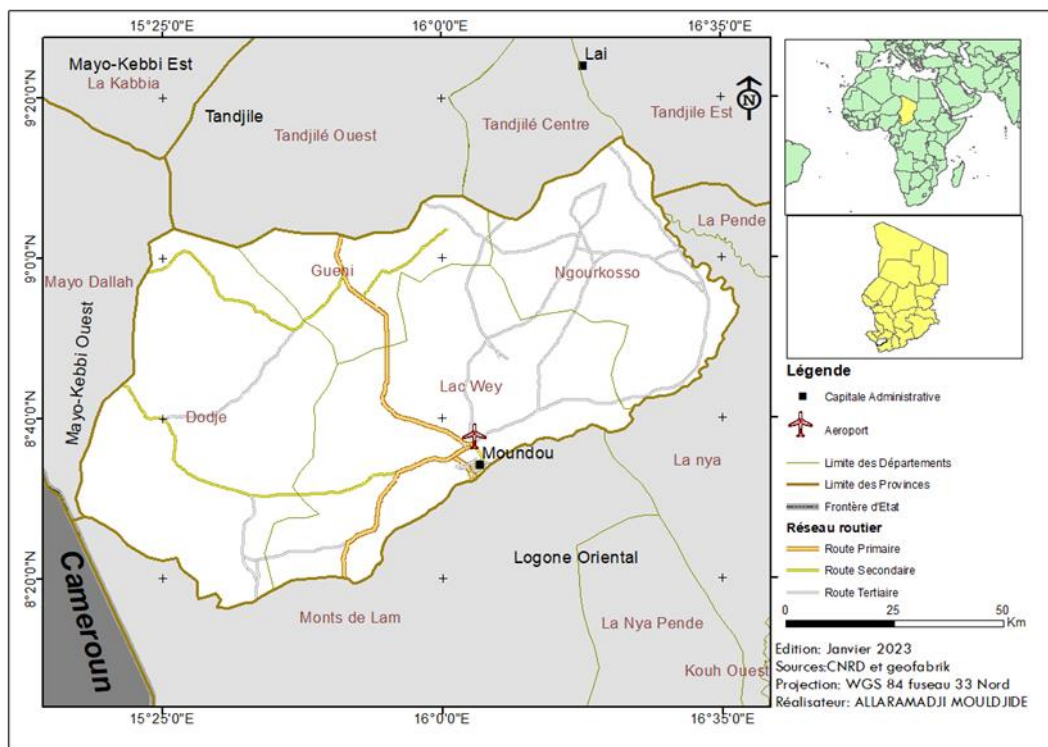 15°25'0"E 16°0'0"E 16°35'0"E
Mayo-Kebbi Est
La Kabbia
Lai
N
9°20'0"N
Tandjile
Tandjilé Ouest
Tandjilé Centre
Tandjile Est
La Pende
9°0'0"N
Mayo Dallah
Gueni
Ngourkosso
Mayo-Kebbi Ouest
Lac Wey
8°40'0"N
Dodje
Moundou
La nya
Cameroun
Logone Oriental
8°20'0"N
Monts de Lam
La Nya Pende
Kouh Ouest
15°25'0"E 16°0'0"E 16°35'0"E
Légende
Capitale Administrative
Aeroport
Limite des Départements
Limite des Provinces
Frontère d'Etat
Réseau routier
Route Primaire
Route Secondaire
Route Tertiaire
0 25 50
Km
Edition: Janvier 2023
Sources:CNRD et geofabrik
Projection: WGS 84 fuseau 33 Nord
Réalisateur: ALLARAMADJI MOULDJIDE